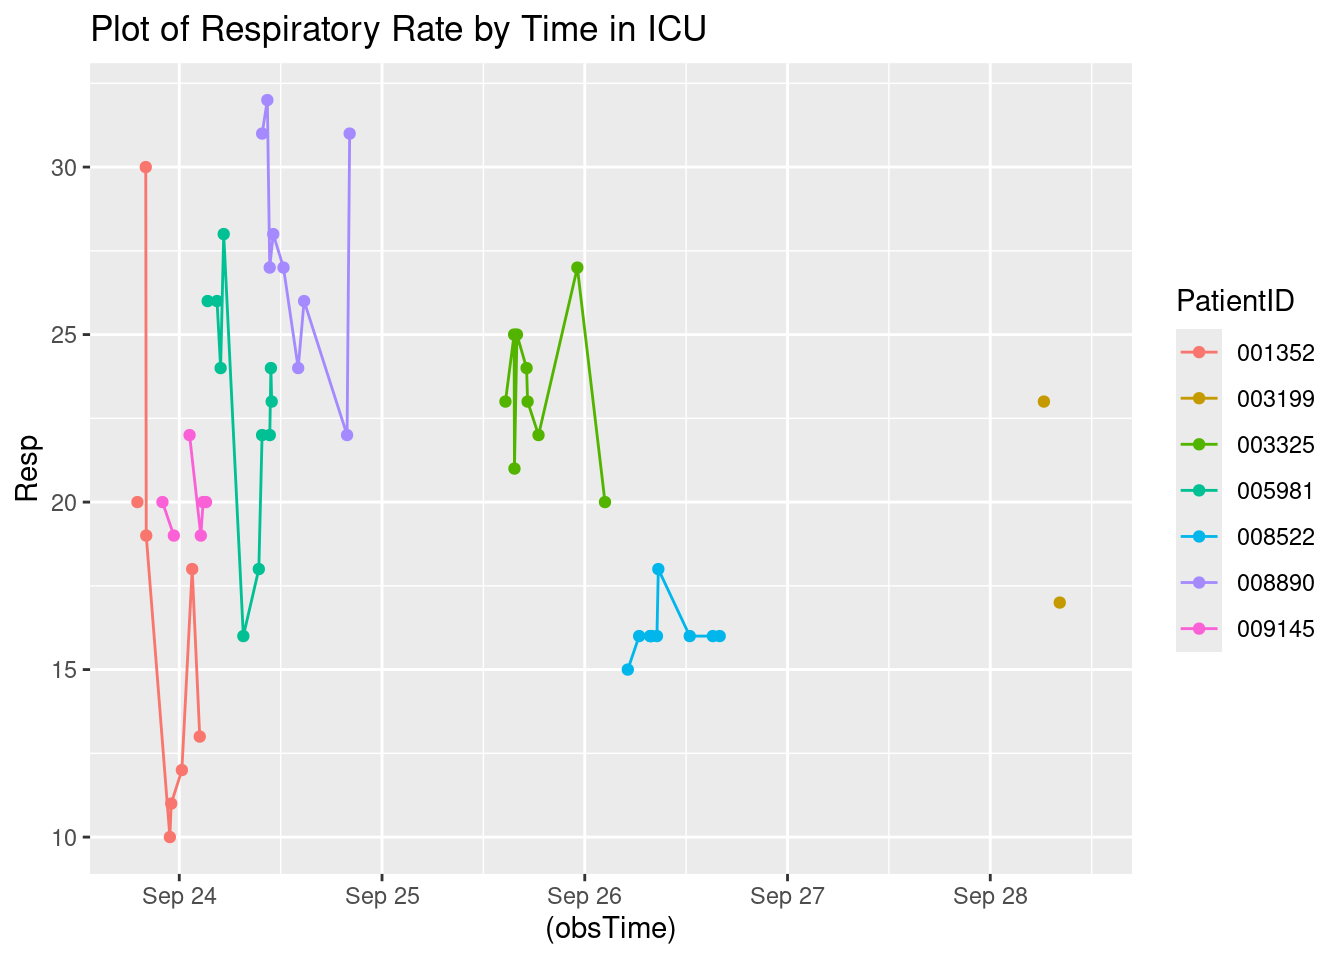 Plot of Respiratory Rate by Time in ICU
Resp
30
25
20
15
10
Sep 24 Sep 25 Sep 26 Sep 27 Sep 28
(obsTime)
PatientID
001352
003199
003325
005981
008522
008890
009145